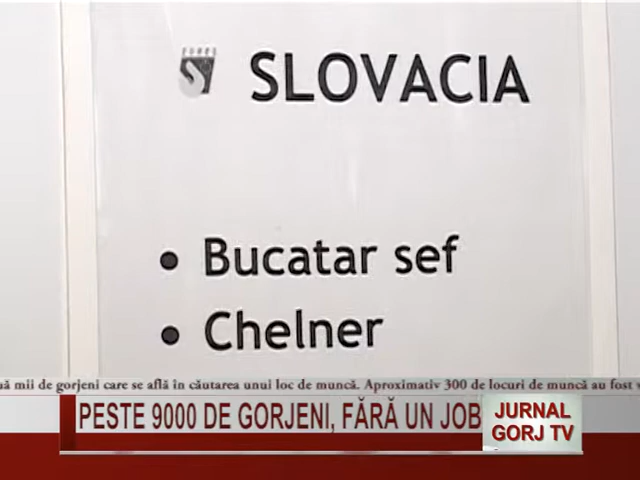 SLOVACIA
• Bucatar sef
• Chelner
mii de gorjeni care se află în căutarea unui loc de muncă. Aproximativ 300 de locuri de muncă au fost
PESTE 9000 DE GORJENI, FĂRĂ UN JOB
JURNAL
GORJ TV